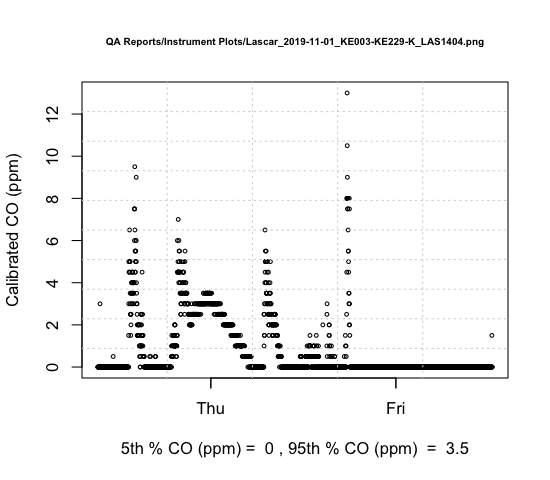 QA Reports/Instrument Plots/Lascar_2019-11-01_KE003-KE229-K_LAS1404.png
Calibrated CO (ppm)
12
10
8
6
4
2
0
Thu Fri
5th % CO (ppm) = 0 , 95th % CO (ppm) = 3.5